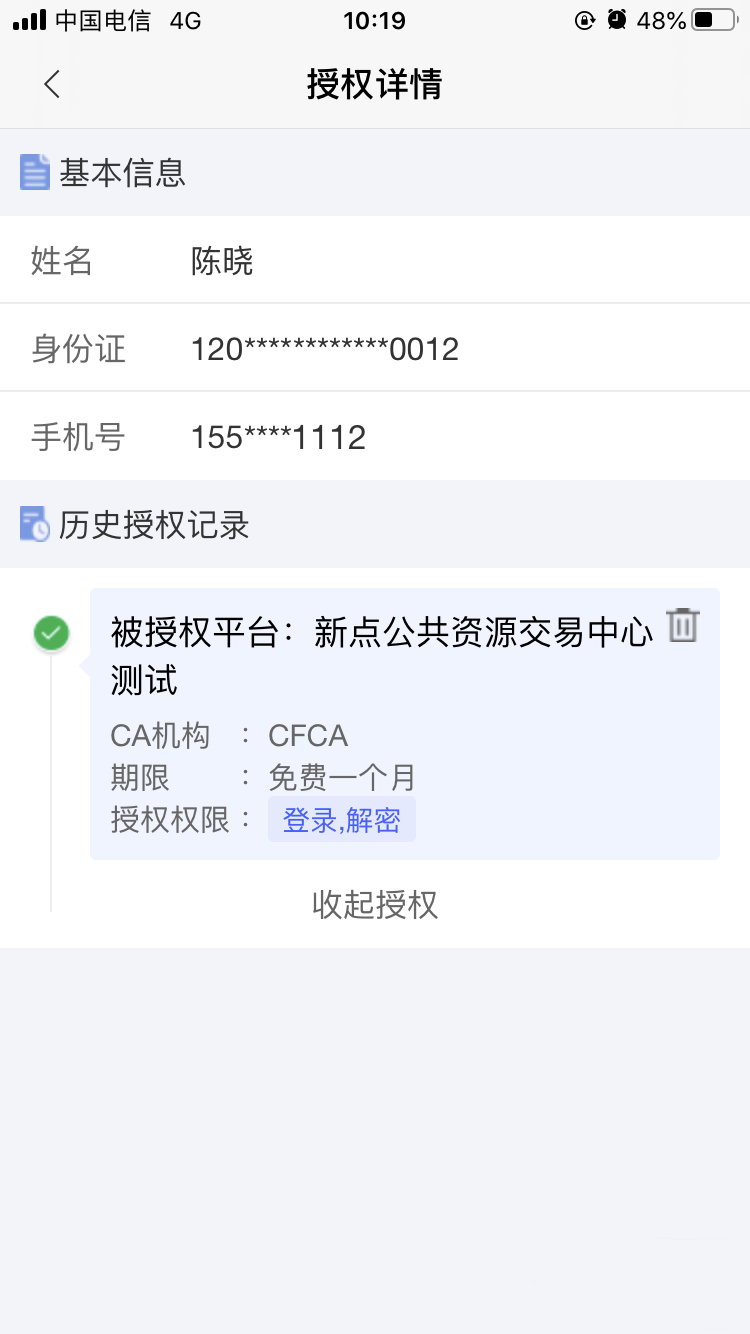 中国电信 4G 10:19 48%
授权详情
基本信息
姓名 陈晓
身份证 120************0012
手机号 155****1112
历史授权记录
被授权平台：新点公共资源交易中心
测试
CA机构 : CFCA
期限 : 免费一个月
授权权限 : 登录,解密
收起授权